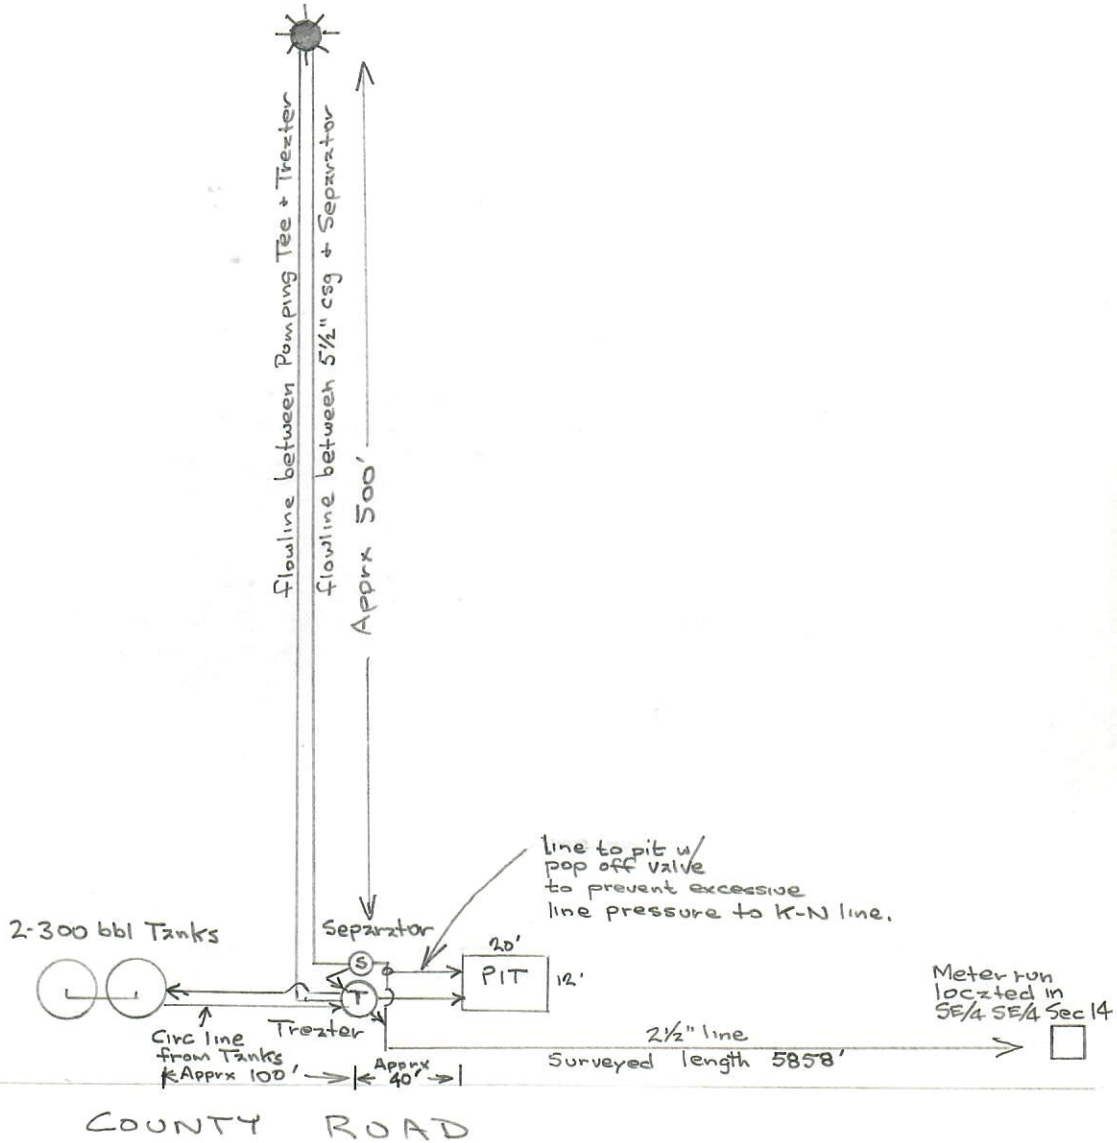 flowline between Pumping Tee + Treater
flowline between 5½" csg + Separator
Apprx 500'
line to pit w/
pop off valve
to prevent excessive
line pressure to K-N line.
2-300 bbl Tanks
Separator
S
T
Treater
20'
PIT
12'
Meter run
located in
SE/4 SE/4 Sec 14
Circ line
from Tanks
Apprx 100'
Apprx
40'
2½" line
Surveyed length 5858'
COUNTY ROAD